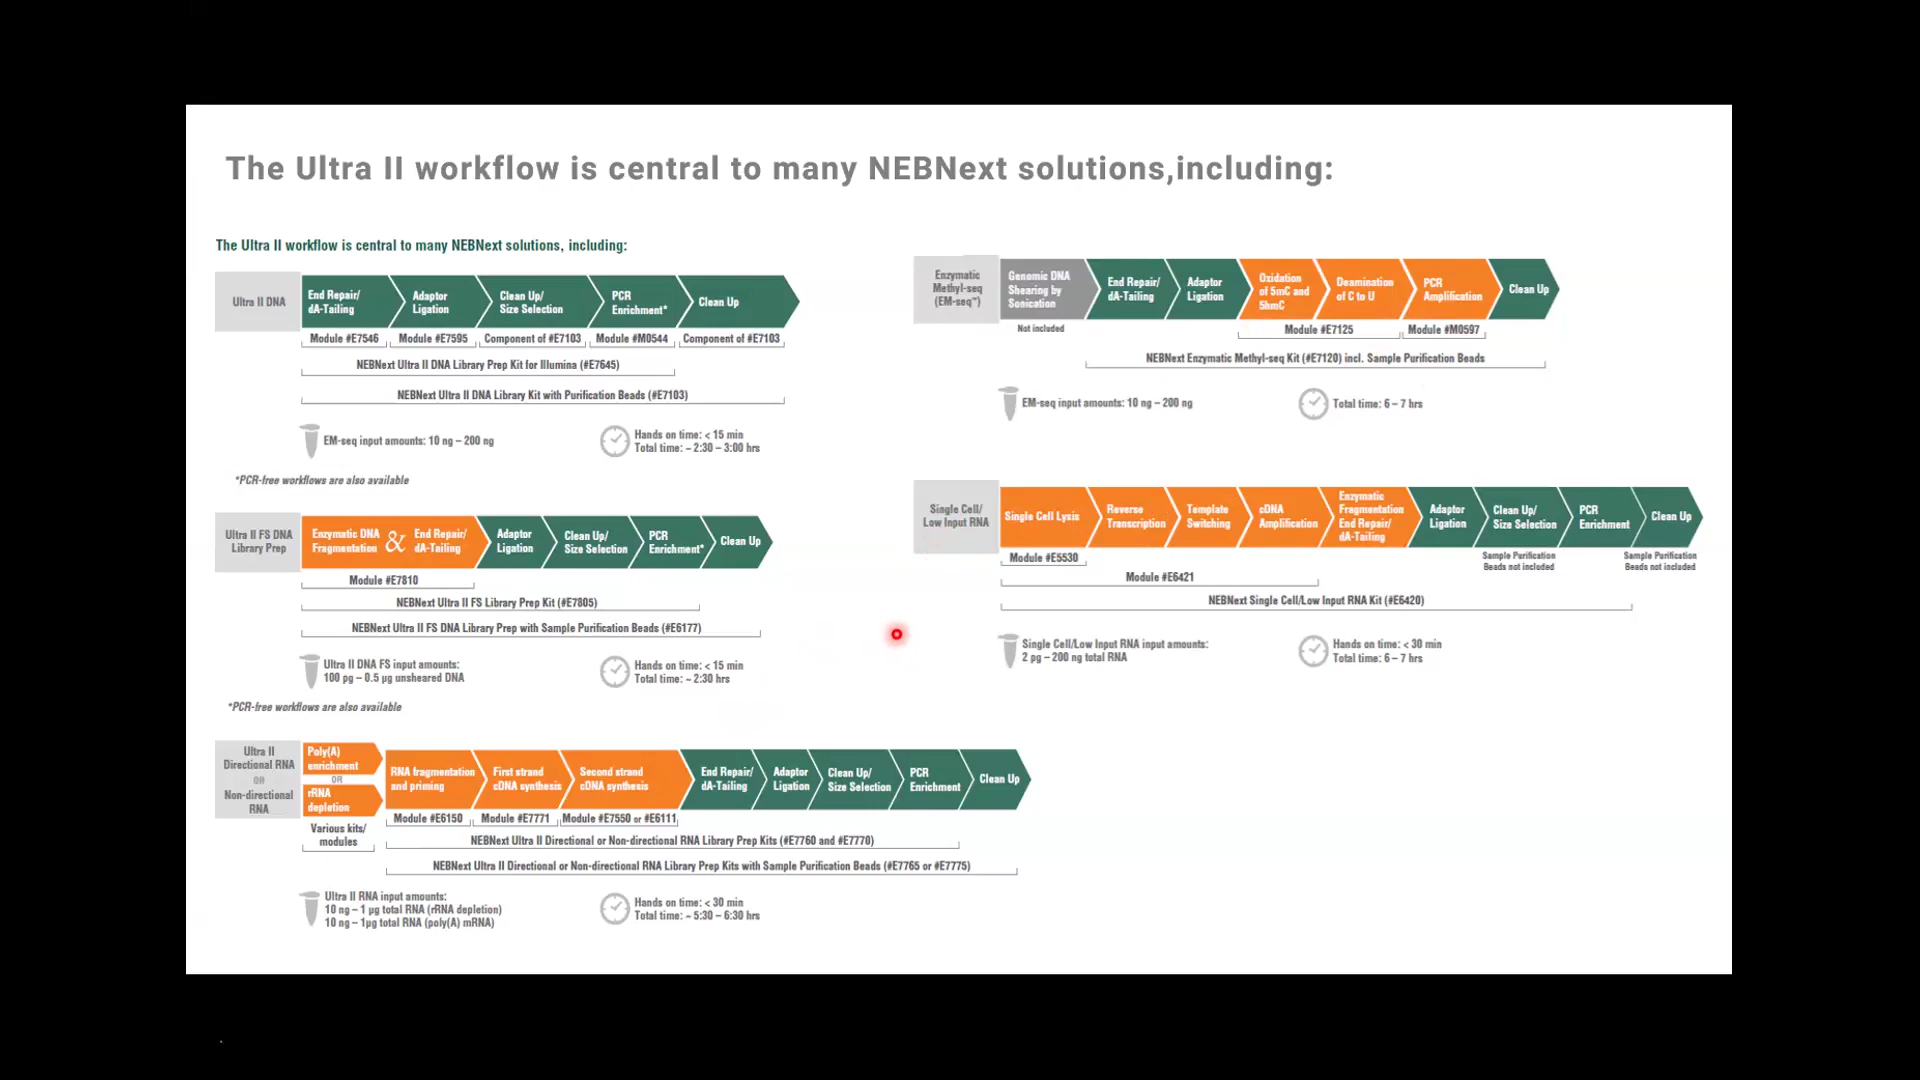 The Ultra II workflow is central to many NEBNext solutions,including:
The Ultra II workflow is central to many NEBNext solutions, including:
Ultra II DNA
End Repair/
dA-Tailing
Adaptor
Ligation
Clean Up/
Size Selection
PCR
Enrichment*
Clean Up
Module #E7546
Module #E7595
Component of #E7103
Module #M0544
Component of #E7103
NEBNext Ultra II DNA Library Prep Kit for Illumina (#E7645)
NEBNext Ultra II DNA Library Kit with Purification Beads (#E7103)
EM-seq input amounts: 10 ng – 200 ng
Hands on time: < 15 min
Total time: ~ 2:30 – 3:00 hrs
*PCR-free workflows are also available
Ultra II FS DNA
Library Prep
Enzymatic DNA
Fragmentation
&
End Repair/
dA-Tailing
Adaptor
Ligation
Clean Up/
Size Selection
PCR
Enrichment*
Clean Up
Module #E7810
NEBNext Ultra II FS Library Prep Kit (#E7805)
NEBNext Ultra II FS DNA Library Prep with Sample Purification Beads (#E6177)
Ultra II DNA FS input amounts:
100 pg – 0.5 µg unsheared DNA
Hands on time: < 15 min
Total time: ~ 2:30 hrs
*PCR-free workflows are also available
Ultra II
Directional RNA
OR
Non-directional
RNA
Poly(A)
enrichment
OR
rRNA
depletion
RNA fragmentation
and priming
First strand
cDNA synthesis
Second strand
cDNA synthesis
End Repair/
dA-Tailing
Adaptor
Ligation
Clean Up/
Size Selection
PCR
Enrichment
Clean Up
Various kits/
modules
Module #E6150
Module #E7771
Module #E7550 or #E6111
NEBNext Ultra II Directional or Non-directional RNA Library Prep Kits (#E7760 and #E7770)
NEBNext Ultra II Directional or Non-directional RNA Library Prep Kits with Sample Purification Beads (#E7765 or #E7775)
Ultra II RNA input amounts:
10 ng – 1 µg total RNA (rRNA depletion)
10 ng – 1µg total RNA (poly(A) mRNA)
Hands on time: < 30 min
Total time: ~ 5:30 – 6:30 hrs
Enzymatic
Methyl-seq
(EM-seq™)
Genomic DNA
Shearing by
Sonication
End Repair/
dA-Tailing
Adaptor
Ligation
Oxidation
of 5mC and
5hmC
Deamination
of C to U
PCR
Amplification
Clean Up
Not included
Module #E7125
Module #M0597
NEBNext Enzymatic Methyl-seq Kit (#E7120) incl. Sample Purification Beads
EM-seq input amounts: 10 ng – 200 ng
Total time: 6 – 7 hrs
Single Cell/
Low Input RNA
Single Cell Lysis
Reverse
Transcription
Template
Switching
cDNA
Amplification
Enzymatic
Fragmentation
End Repair/
dA-Tailing
Adaptor
Ligation
Clean Up/
Size Selection
PCR
Enrichment
Clean Up
Module #E5530
Sample Purification
Beads not included
Sample Purification
Beads not included
Module #E6421
NEBNext Single Cell/Low Input RNA Kit (#E6420)
Single Cell/Low Input RNA input amounts:
2 pg – 200 ng total RNA
Hands on time: < 30 min
Total time: 6 – 7 hrs